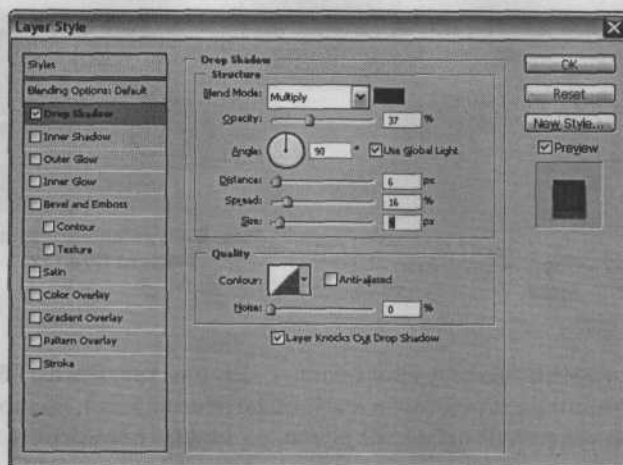 Layer Style
Styles
Blending Options: Default
Drop Shadow
Inner Shadow
Outer Glow
Inner Glow
Bevel and Emboss
Contour
Texture
Satin
Color Overlay
Gradient Overlay
Pattern Overlay
Stroke
Drop Shadow
Structure
Blend Mode: Multiply
Opacity: 37 %
Angle: 90 ° Use Global Light
Distance: 6 px
Spread: 16 %
Size: px
Quality
Contour: Anti-aliased
Noise: 0 %
Layer Knocks Out Drop Shadow
OK
Reset
New Style...
Preview